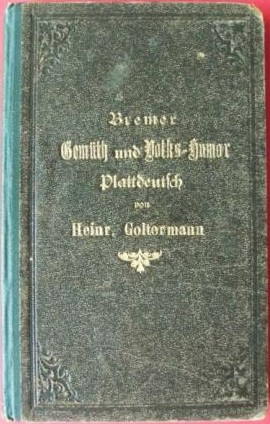 Bremer
Gemüth und Volks-Humor
Plattdeutsch
von
Heinr. Goltermann